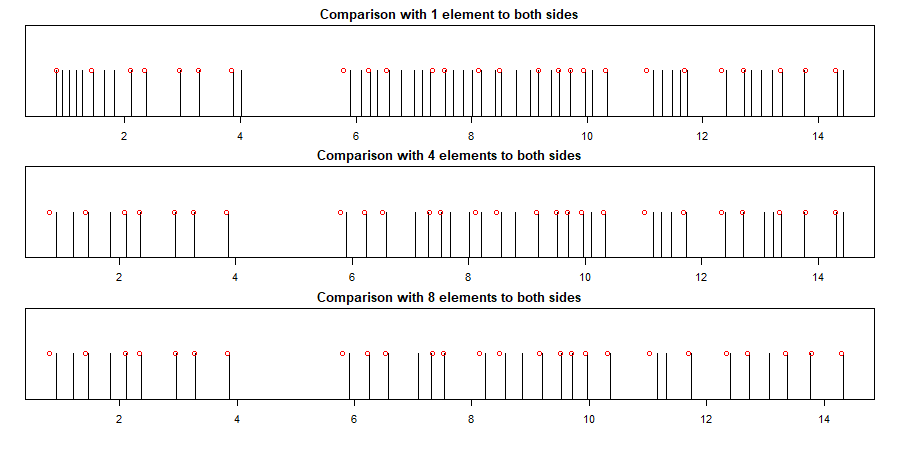 Comparison with 1 element to both sides
2 4 6 8 10 12 14
Comparison with 4 elements to both sides
2 4 6 8 10 12 14
Comparison with 8 elements to both sides
2 4 6 8 10 12 14